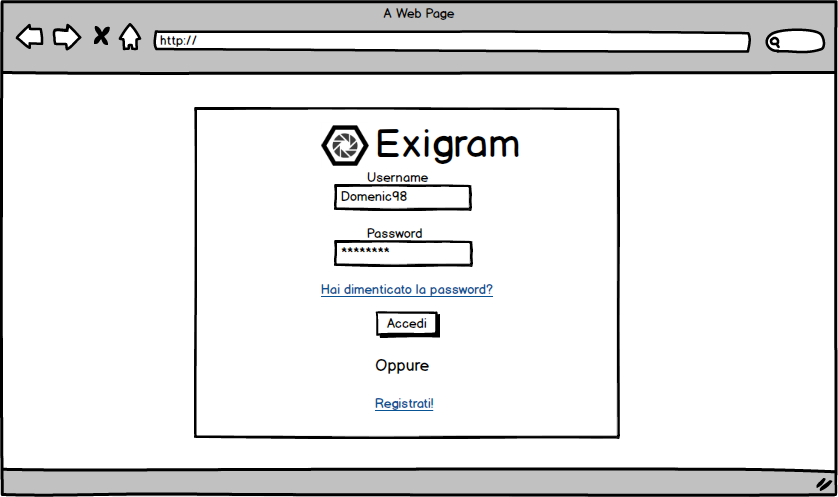 A Web Page
http://
Exigram
Username
Domenic98
Password
********
Hai dimenticato la password?
Accedi
Oppure
Registrati!